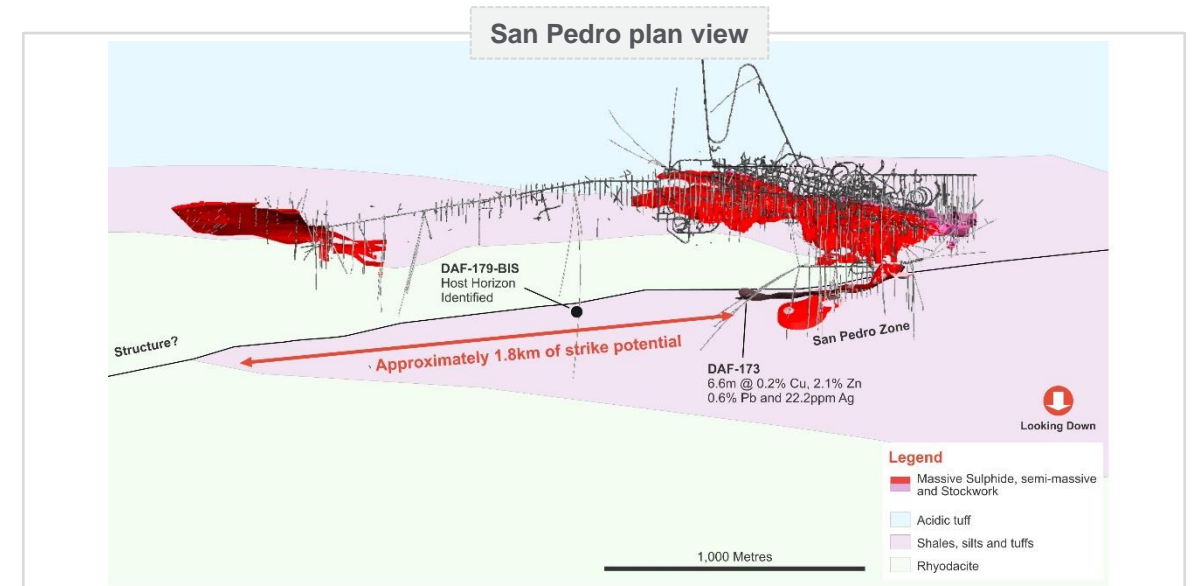 San Pedro plan view
DAF-179-BIS
Host Horizon
Identified
Structure?
Approximately 1.8km of strike potential
San Pedro Zone
DAF-173
6.6m @ 0.2% Cu, 2.1% Zn
0.6% Pb and 22.2ppm Ag
Looking Down
Legend
Massive Sulphide, semi-massive
and Stockwork
Acidic tuff
Shales, silts and tuffs
Rhyodacite
1,000 Metres